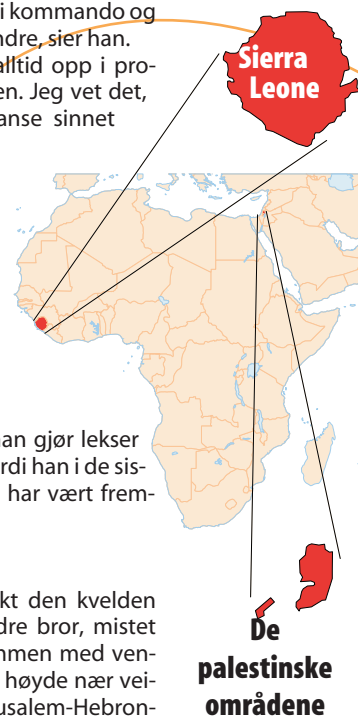 i kommando og
ndre, sier han.
alltid opp i pro-
en. Jeg vet det,
anse sinnet
Sierra
Leone
an gjør lekser
rdi han i de sis-
har vært frem-
kt den kvelden
dre bror, mistet
mmen med ven-
høyde nær vei-
usalem-Hebron-
De
palestinske
områdene